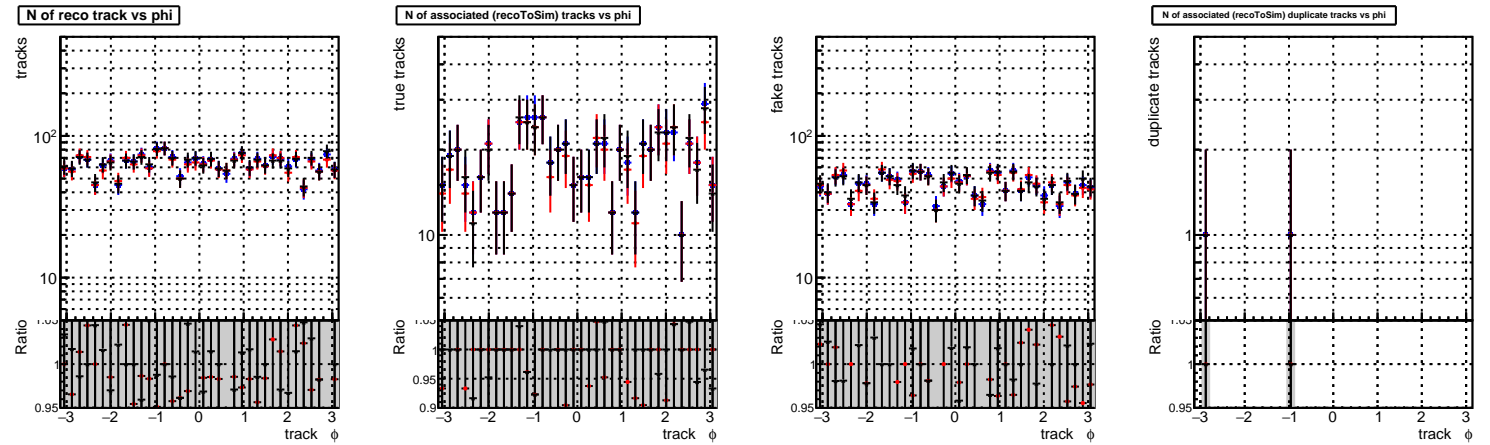 N of reco track vs phi
N of associated (recoToSim) tracks vs phi
N of associated (recoToSim) duplicate tracks vs phi
tracks
true tracks
fake tracks
duplicate tracks
10²
10
10
10²
10
1
Ratio
1
0.95
Ratio
1
0.95
0.9
Ratio
1
0.95
Ratio
1
0.95
−3 −2 −1 0 1 2 3
−3 −2 −1 0 1 2 3
−3 −2 −1 0 1 2 3
−3 −2 −1 0 1 2 3
track ϕ
track ϕ
track ϕ
track ϕ